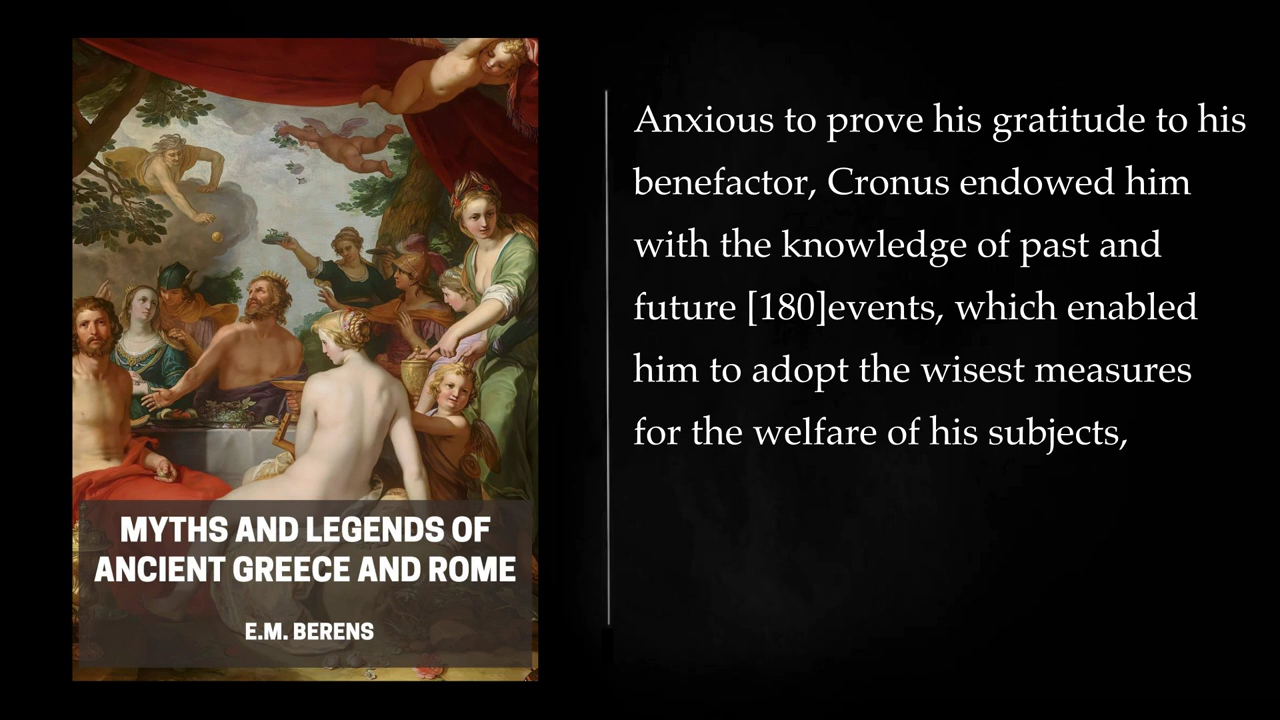 MYTHS AND LEGENDS OF
ANCIENT GREECE AND ROME
E.M. BERENS
Anxious to prove his gratitude to his
benefactor, Cronus endowed him
with the knowledge of past and
future [180]events, which enabled
him to adopt the wisest measures
for the welfare of his subjects,